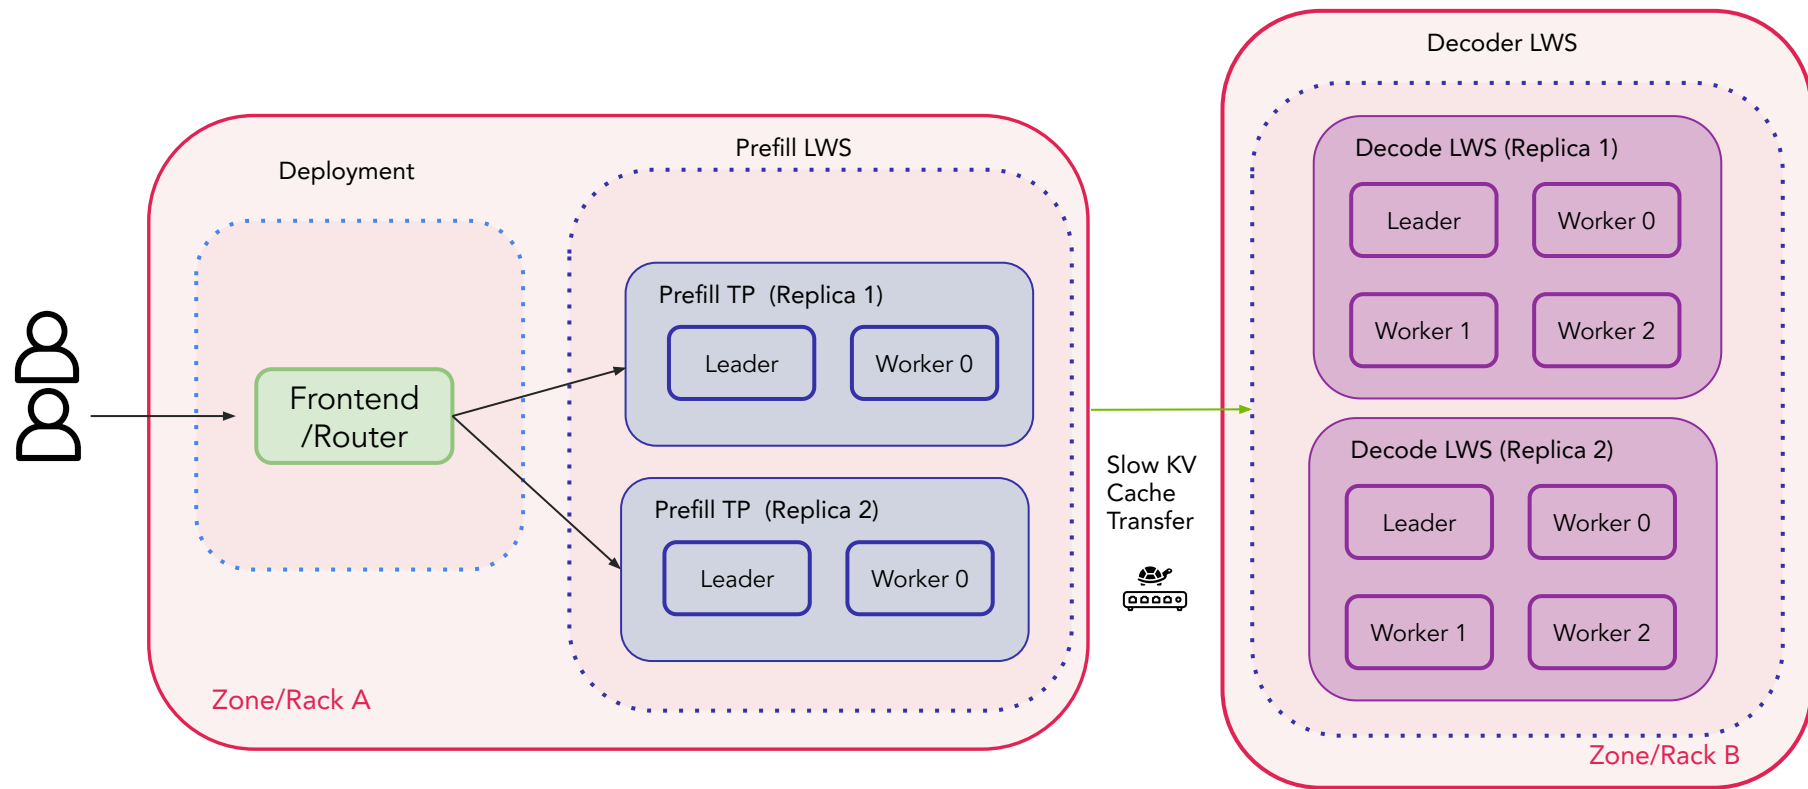 Deployment
Frontend
/Router
Zone/Rack A
Prefill LWS
Prefill TP (Replica 1)
Leader
Worker 0
Prefill TP (Replica 2)
Leader
Worker 0
Slow KV
Cache
Transfer
Decoder LWS
Decode LWS (Replica 1)
Leader
Worker 0
Worker 1
Worker 2
Decode LWS (Replica 2)
Leader
Worker 0
Worker 1
Worker 2
Zone/Rack B